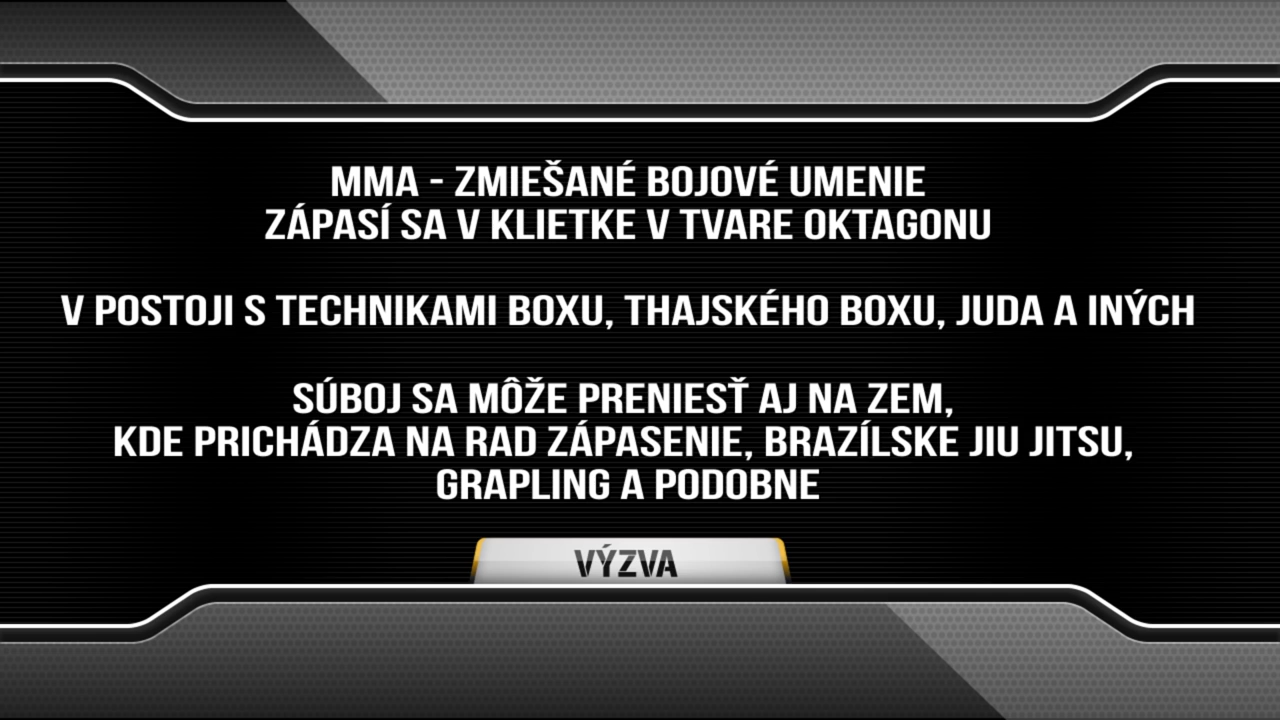 MMA - ZMIEŠANÉ BOJOVÉ UMENIE
ZÁPASÍ SA V KLIETKE V TVARE OKTAGONU
V POSTOJI S TECHNIKAMI BOXU, THAJSKÉHO BOXU, JUDA A INÝCH
SÚBOJ SA MÔŽE PRENIESŤ AJ NA ZEM,
KDE PRICHÁDZA NA RAD ZÁPASENIE, BRAZÍLSKE JIU JITSU,
GRAPLING A PODOBNE
VÝZVA